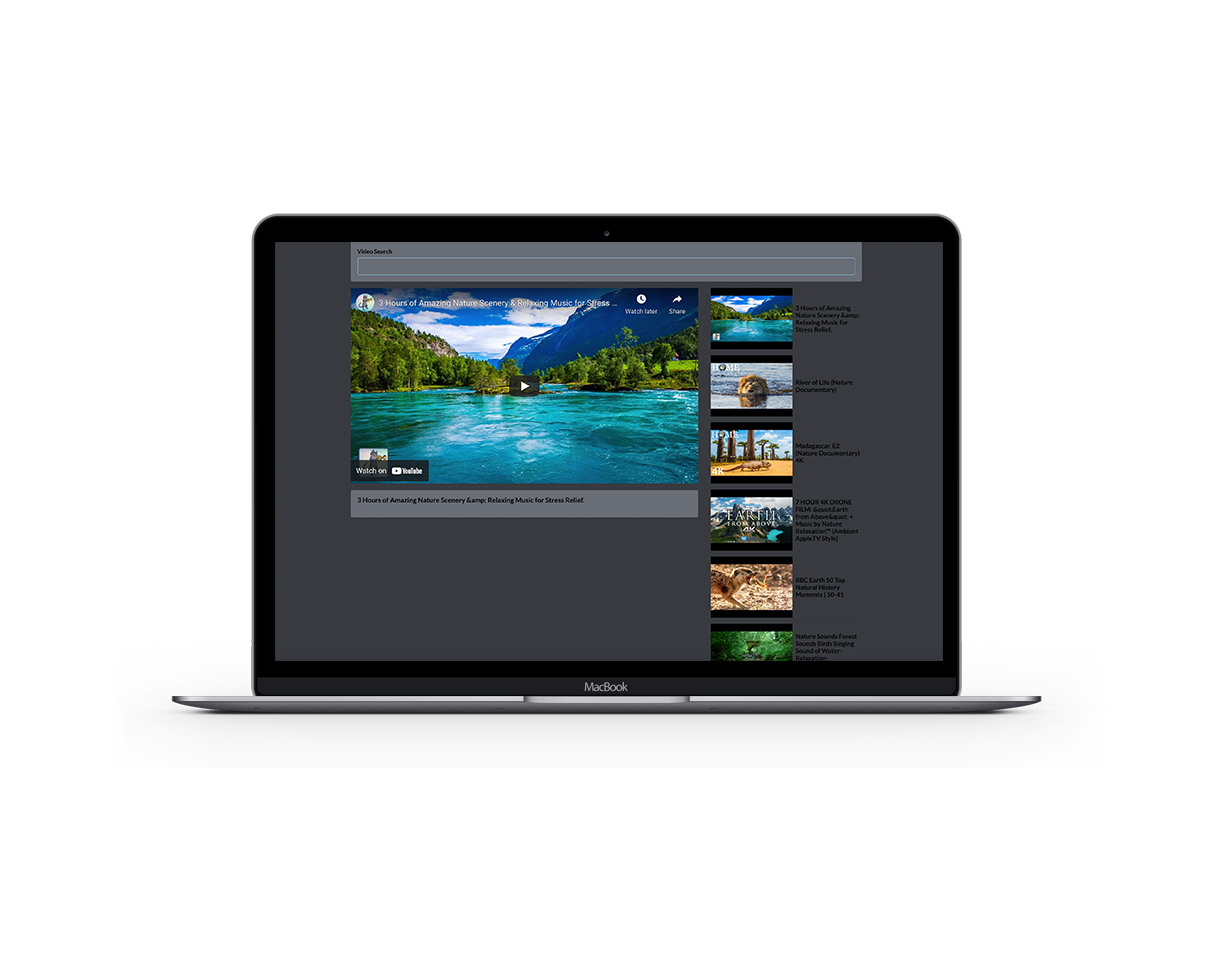 Video Search
3 Hours of Amazing Nature Scenery & Relaxing Music for Stress ...
Watch later
Share
Watch on
YouTube
3 Hours of Amazing Nature Scenery &amp; Relaxing Music for Stress Relief.
3 Hours of Amazing
Nature Scenery &amp;
Relaxing Music for
Stress Relief.
HOME
River of Life (Nature
Documentary)
HOME
4K
Madagascar. E2
(Nature Documentary)
4K
EARTH
FROM ABOVE
4K
7 HOUR 4K DRONE
FILM: &quot;Earth
from Above&quot; +
Music by Nature
Relaxation™ (Ambient
AppleTV Style)
BBC Earth 50 Top
Natural History
Moments | 50-41
Nature Sounds Forest
Sounds Birds Singing
Sound of Water-
Relaxation-
MacBook